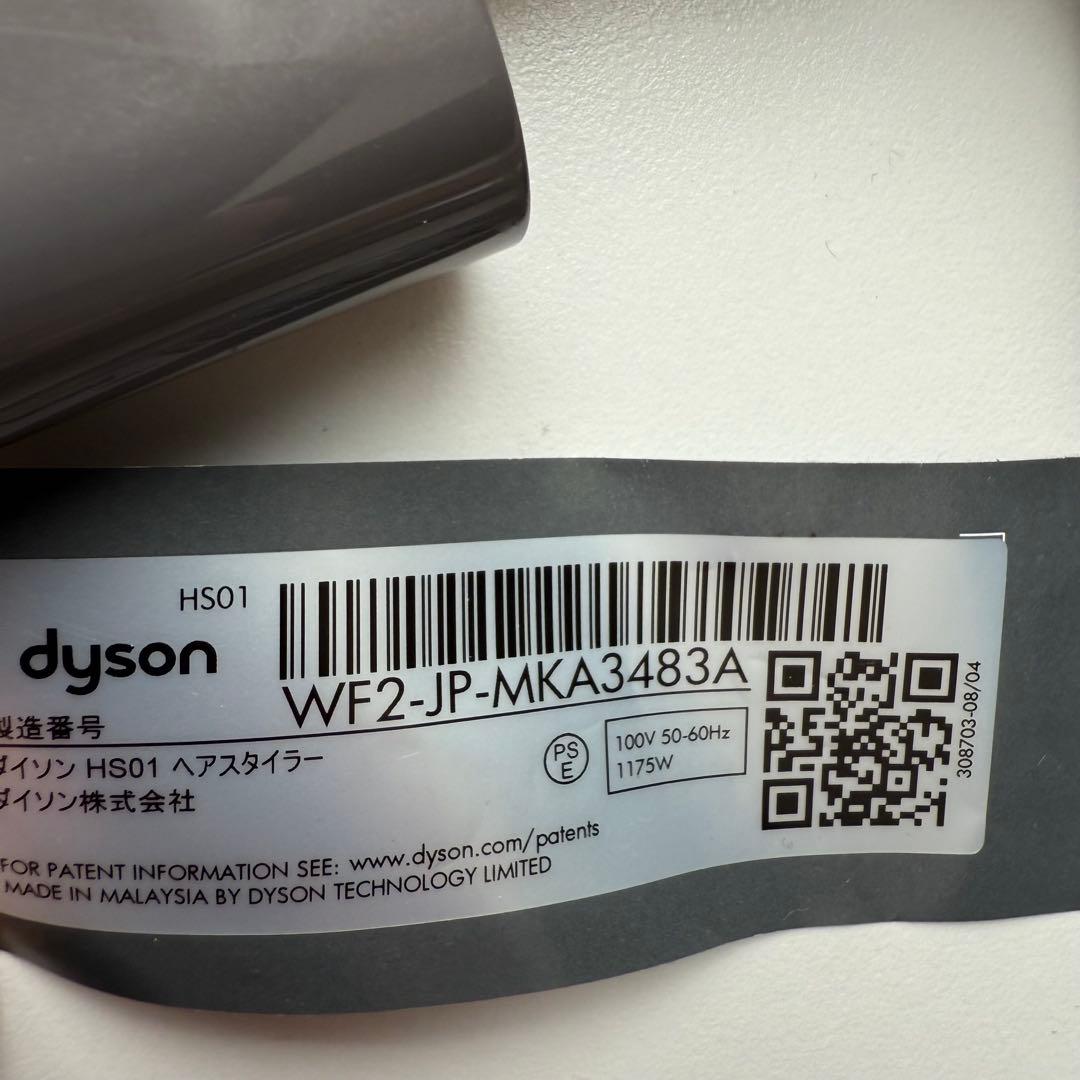 HS01
dyson
WF2-JP-MKA3483A
製造番号
ダイソン HS01 ヘアスタイラー
ダイソン株式会社
PS
E
100V 50-60Hz
1175W
308703-08/04
FOR PATENT INFORMATION SEE: www.dyson.com/patents
MADE IN MALAYSIA BY DYSON TECHNOLOGY LIMITED